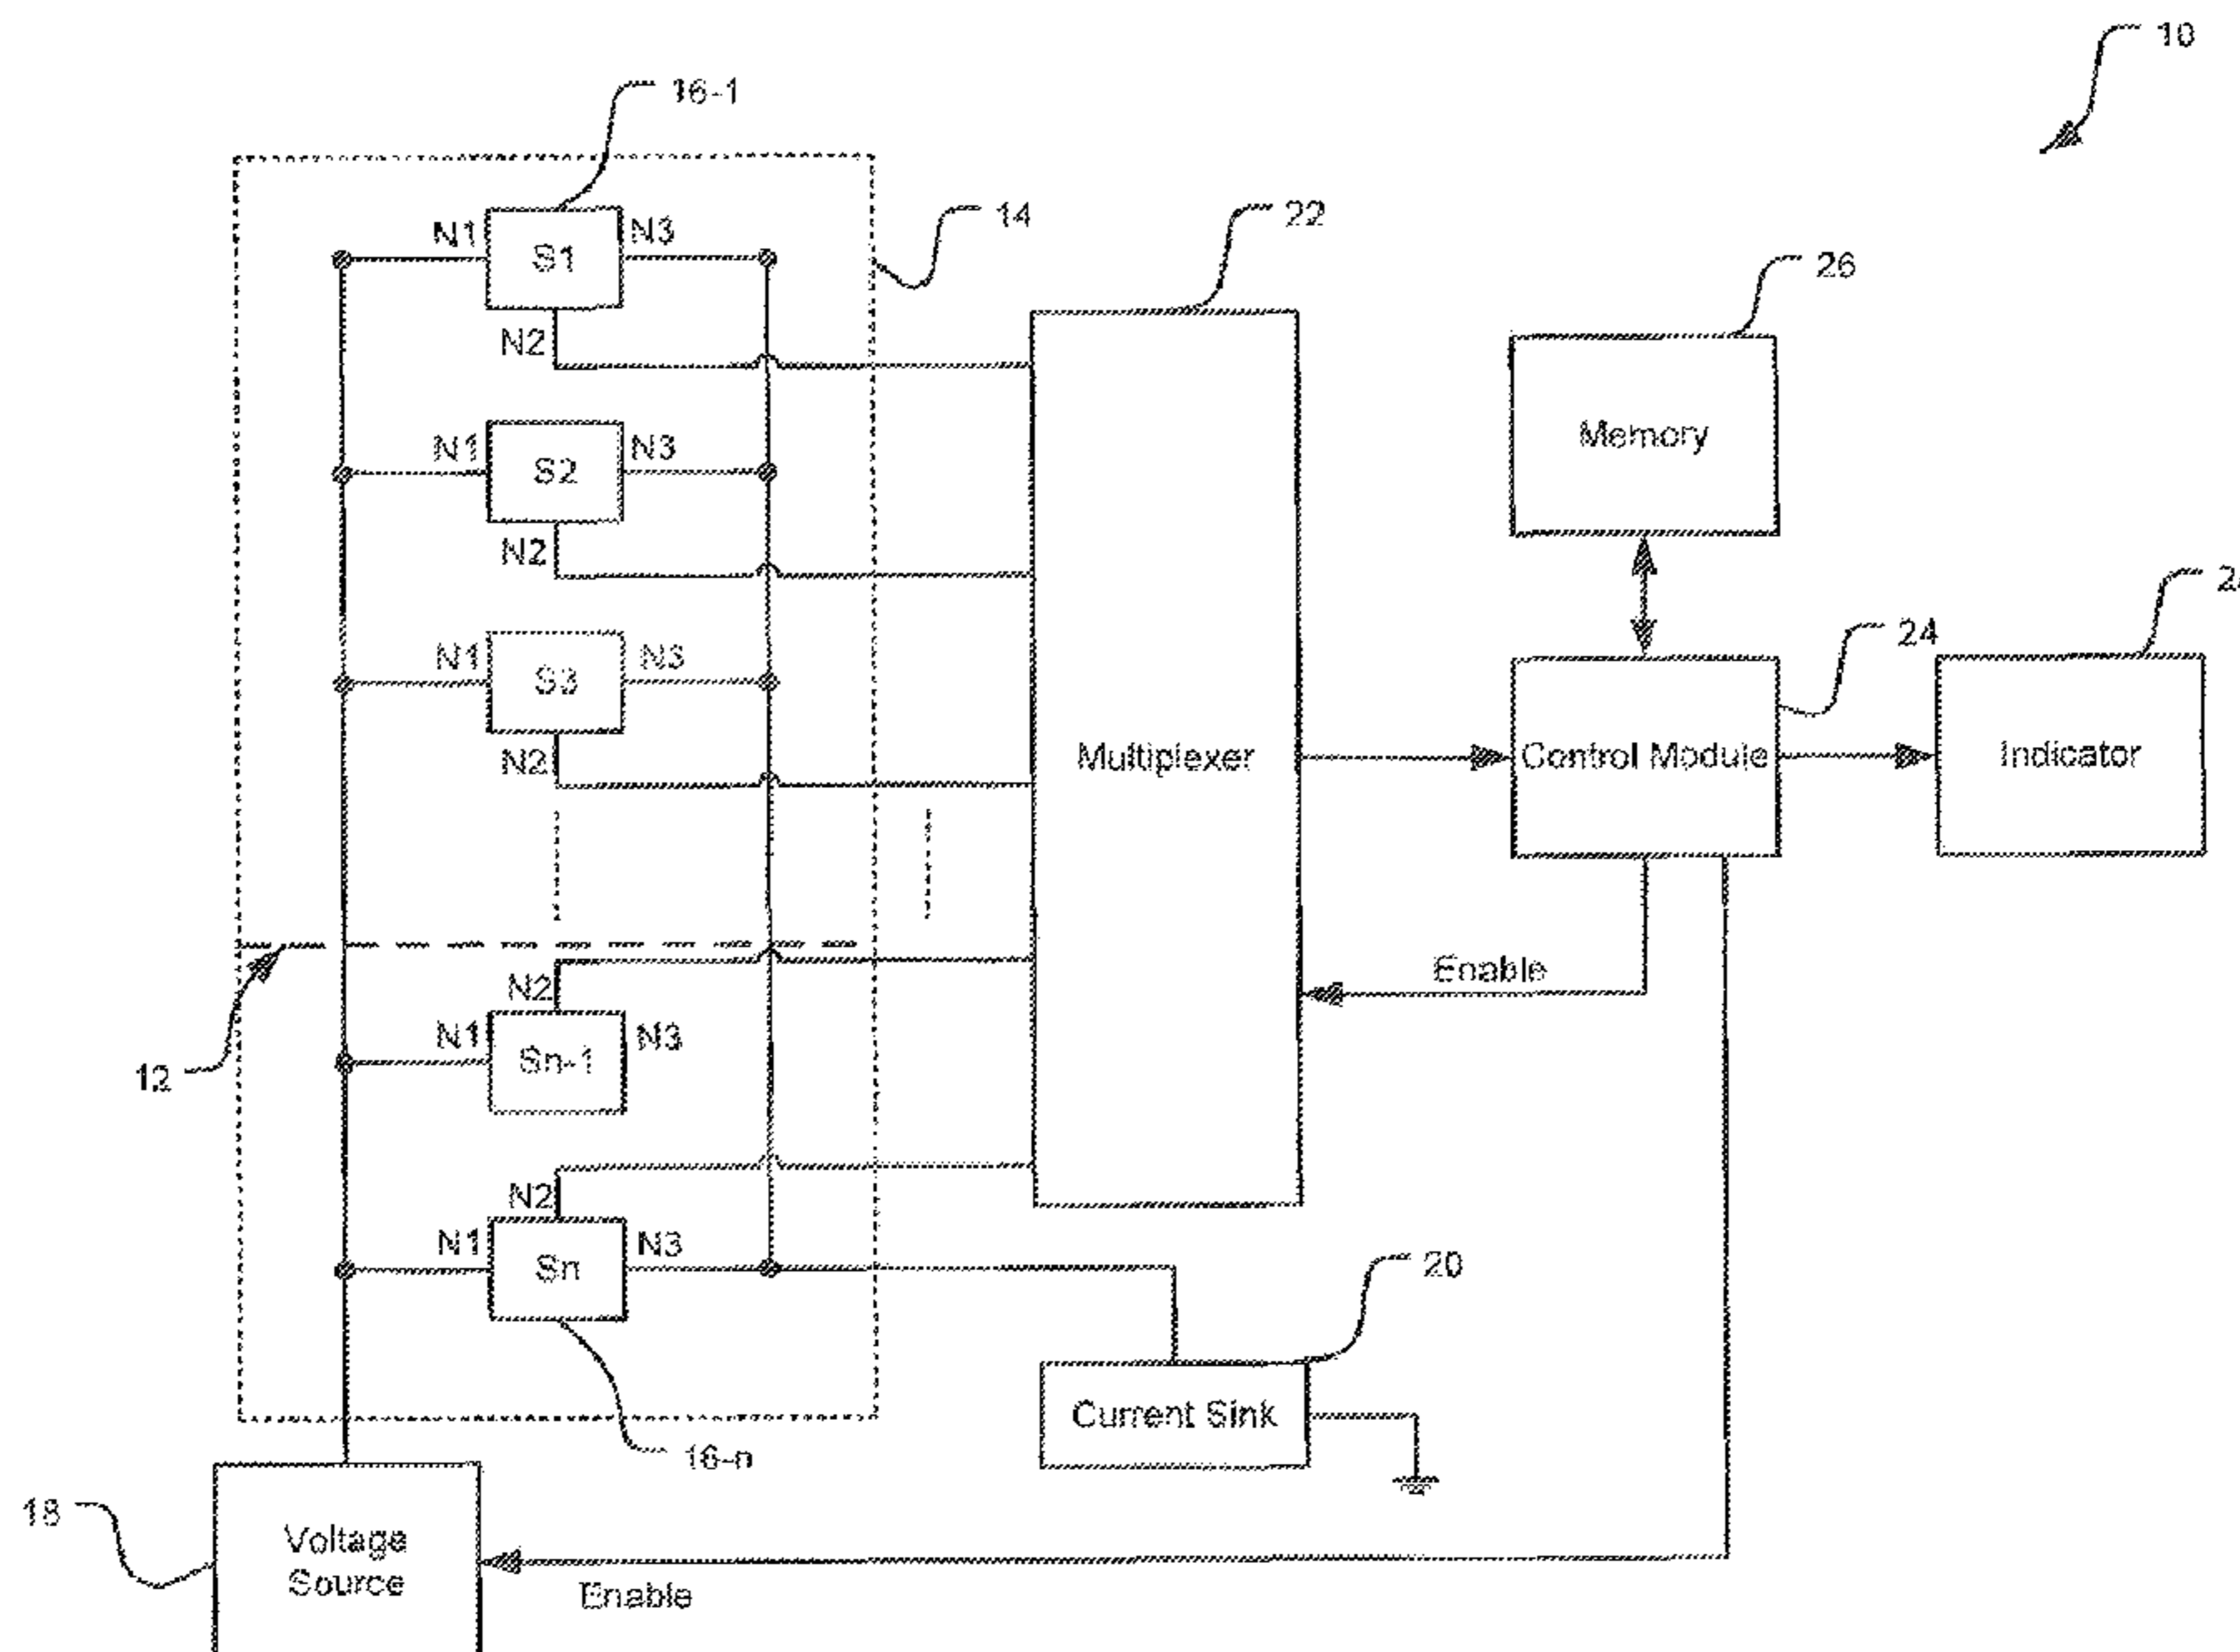 10
16-1
14
22
26
N1
S1
N3
N2
N1
S2
N3
N2
Memory
24
N1
S3
N3
N2
Multiplexer
Control Module
Indicator
Enable
12
N2
N1
Sn-1
N3
N2
N1
Sn
N3
20
Current Sink
16-n
18
Voltage
Source
Enable